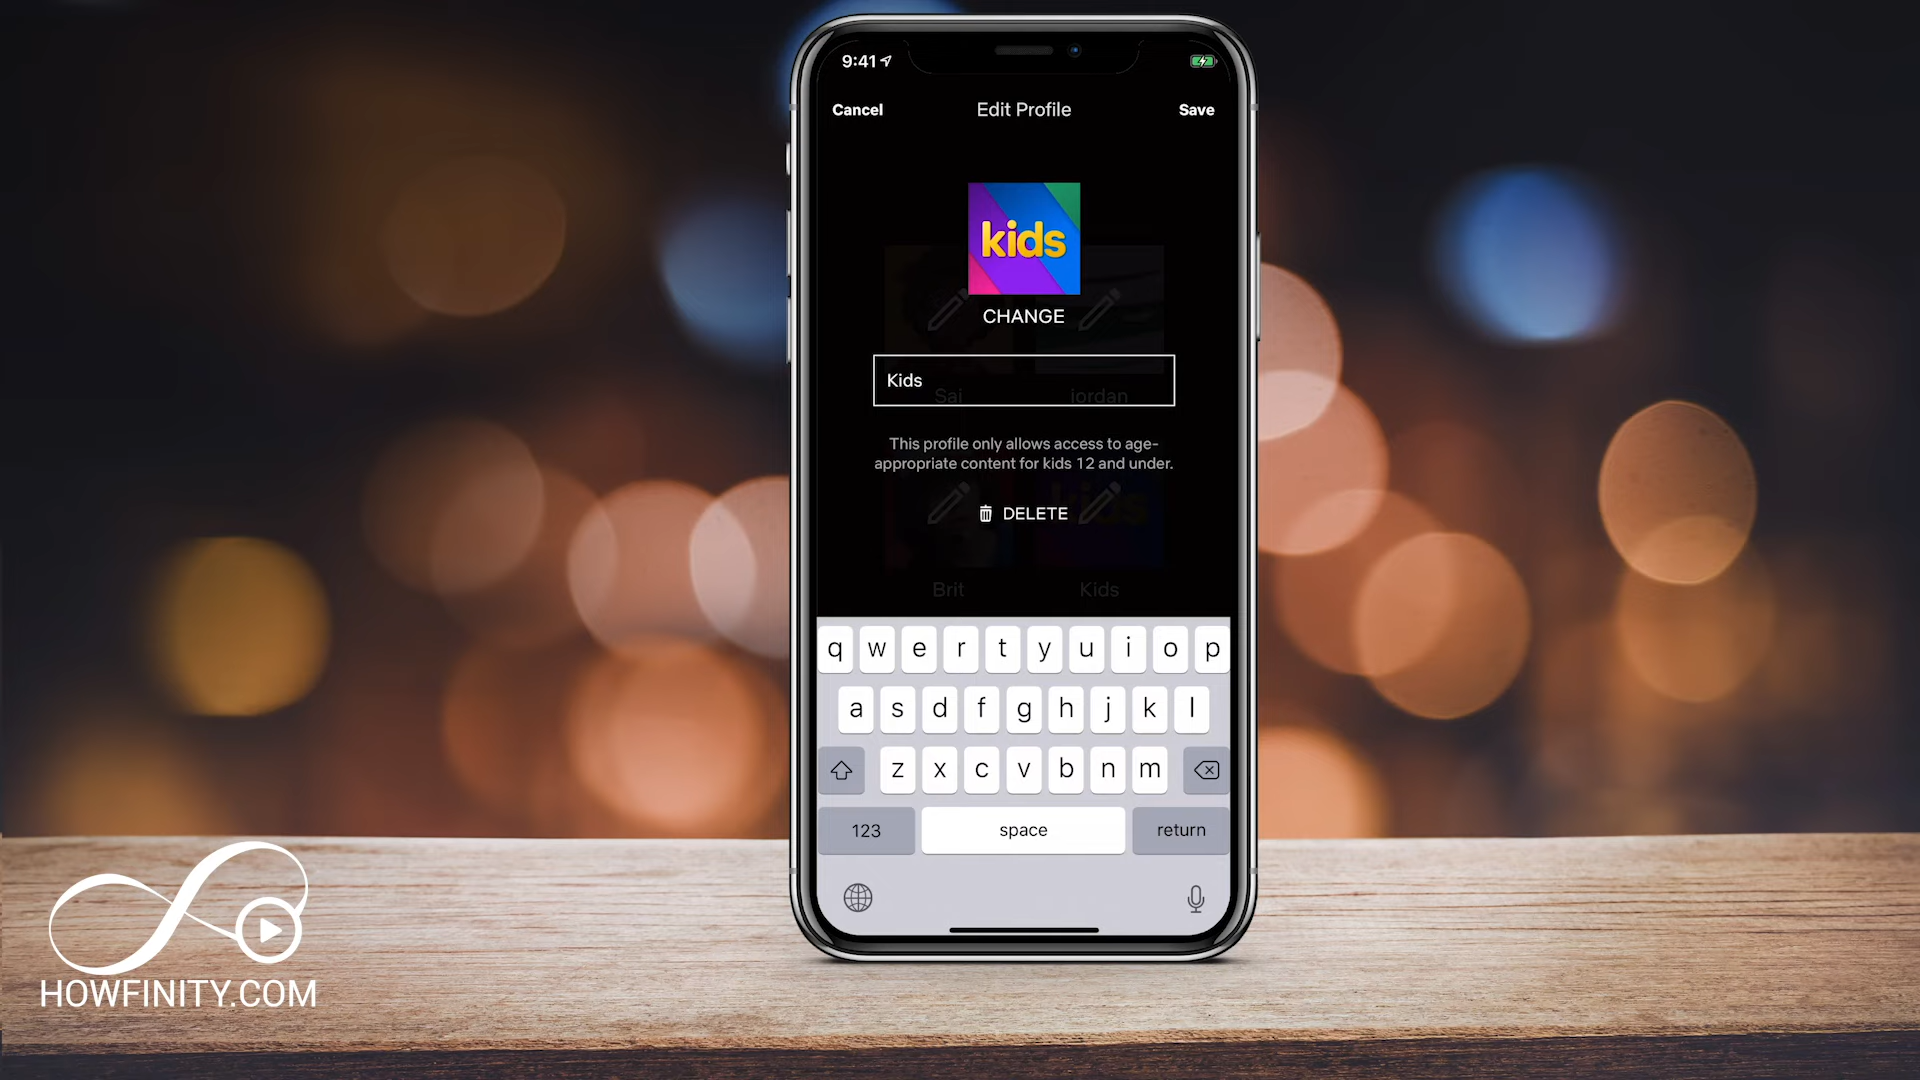 9:41
Cancel Edit Profile Save
kids
CHANGE
Kids
Sai iordan
This profile only allows access to age-
appropriate content for kids 12 and under.
DELETE
Brit Kids
q w e r t y u i o p
a s d f g h j k l
z x c v b n m
123 space return
HOWFINITY.COM